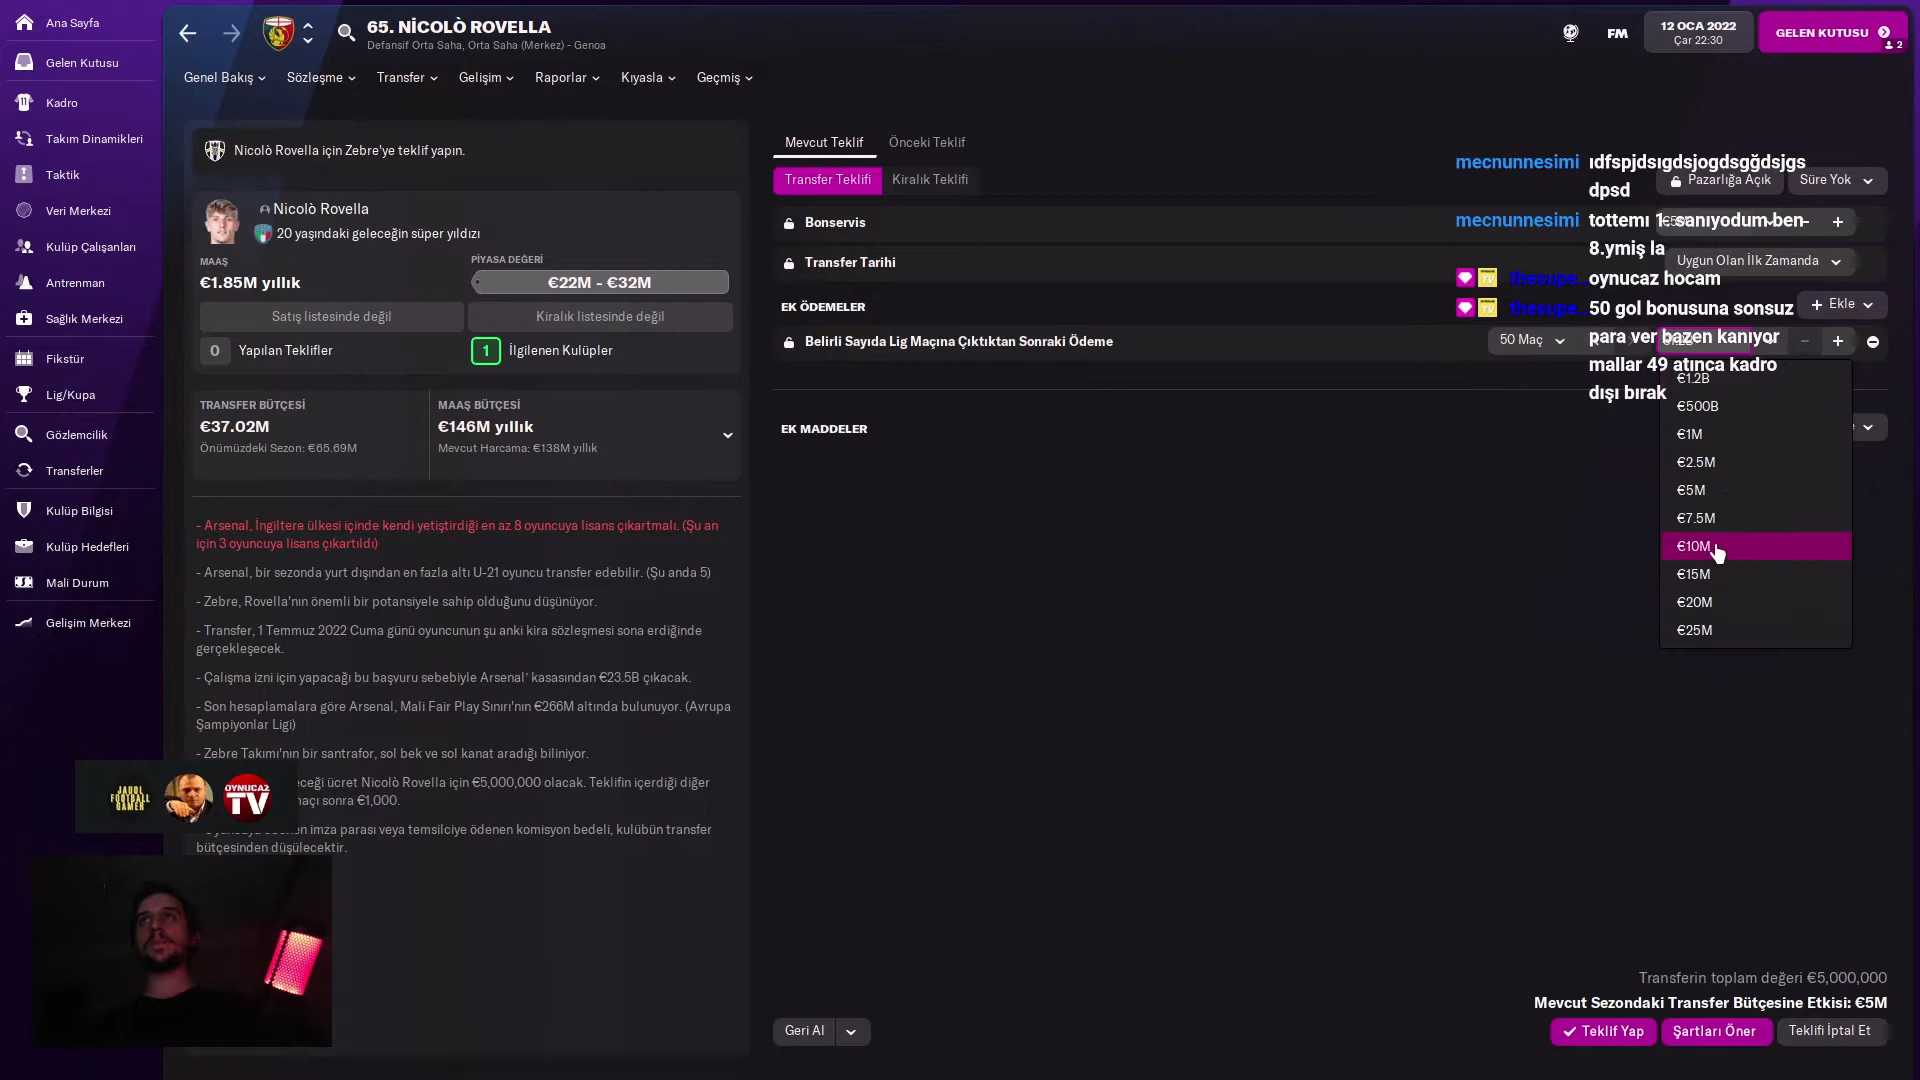 Ana Sayfa
Gelen Kutusu
Kadro
Takım Dinamikleri
Taktik
Veri Merkezi
Kulüp Çalışanları
Antrenman
Sağlık Merkezi
Fikstür
Lig/Kupa
Gözlemcilik
Transferler
Kulüp Bilgisi
Kulüp Hedefleri
Mali Durum
Gelişim Merkezi
65. NİCOLÒ ROVELLA
Defansif Orta Saha, Orta Saha (Merkez) - Genoa
FM
12 OCA 2022
Çar 22:30
GELEN KUTUSU
2
Genel Bakış
Sözleşme
Transfer
Gelişim
Raporlar
Kıyasla
Geçmiş
Nicolò Rovella için Zebre'ye teklif yapın.
Nicolò Rovella
20 yaşındaki geleceğin süper yıldızı
MAAŞ
€1.85M yıllık
PİYASA DEĞERİ
€22M - €32M
Satış listesinde değil
Kiralık listesinde değil
0 Yapılan Teklifler
1 İlgilenen Kulüpler
TRANSFER BÜTÇESİ
€37.02M
Önümüzdeki Sezon: €65.69M
MAAŞ BÜTÇESİ
€146M yıllık
Mevcut Harcama: €138M yıllık
- Arsenal, İngiltere ülkesi içinde kendi yetiştirdiği en az 8 oyuncuya lisans çıkartmalı. (Şu an
için 3 oyuncuya lisans çıkartıldı)
- Arsenal, bir sezonda yurt dışından en fazla altı U-21 oyuncu transfer edebilir. (Şu anda 5)
- Zebre, Rovella'nın önemli bir potansiyele sahip olduğunu düşünüyor.
- Transfer, 1 Temmuz 2022 Cuma günü oyuncunun şu anki kira sözleşmesi sona erdiğinde
gerçekleşecek.
- Çalışma izni için yapacağı bu başvuru sebebiyle Arsenal' kasasından €23.5B çıkacak.
- Son hesaplamalara göre Arsenal, Mali Fair Play Sınırı'nın €266M altında bulunuyor. (Avrupa
Şampiyonlar Ligi)
- Zebre Takımı'nın bir santrafor, sol bek ve sol kanat aradığı biliniyor.
eceği ücret Nicolò Rovella için €5,000,000 olacak. Teklifin içerdiği diğer
açı sonra €1,000.
imza parası veya temsilciye ödenen komisyon bedeli, kulübün transfer
bütçesinden düşülecektir.
JAUOL
FOOTBALL
GAMER
OYNUCAZ
TV
Mevcut Teklif
Önceki Teklif
Transfer Teklifi
Kiralık Teklifi
Pazarlığa Açık
Süre Yok
Bonservis
Transfer Tarihi
Uygun Olan İlk Zamanda
EK ÖDEMELER
Ekle
Belirli Sayıda Lig Maçına Çıktıktan Sonraki Ödeme
50 Maç
EK MADDELER
€1.2B
€500B
€1M
€2.5M
€5M
€7.5M
€10M
€15M
€20M
€25M
mecnunnesimi ıdfspjdsıgdsjogdsgğdsjgs
dpsd
mecnunnesimi tottemı 1. sanıyodum ben
8.ymiş la
thesupe... oynucaz hocam
thesupe... 50 gol bonusuna sonsuz
para ver bazen kanıyor
mallar 49 atınca kadro
dışı bırak
Transferin toplam değeri €5,000,000
Mevcut Sezondaki Transfer Bütçesine Etkisi: €5M
Geri Al
Teklif Yap
Şartları Öner
Teklifi İptal Et